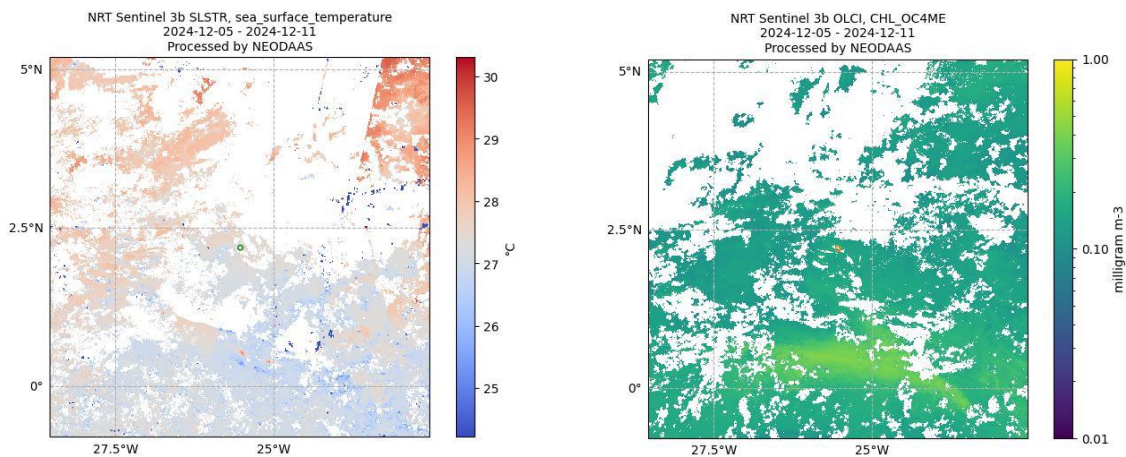 NRT Sentinel 3b SLSTR, sea_surface_temperature
2024-12-05 - 2024-12-11
Processed by NEODAAS
5°N
2.5°N
0°
27.5°W
25°W
30
29
28
27
26
25
°C
NRT Sentinel 3b OLCI, CHL_OC4ME
2024-12-05 - 2024-12-11
Processed by NEODAAS
5°N
2.5°N
0°
27.5°W
25°W
1.00
0.10
0.01
milligram m-3